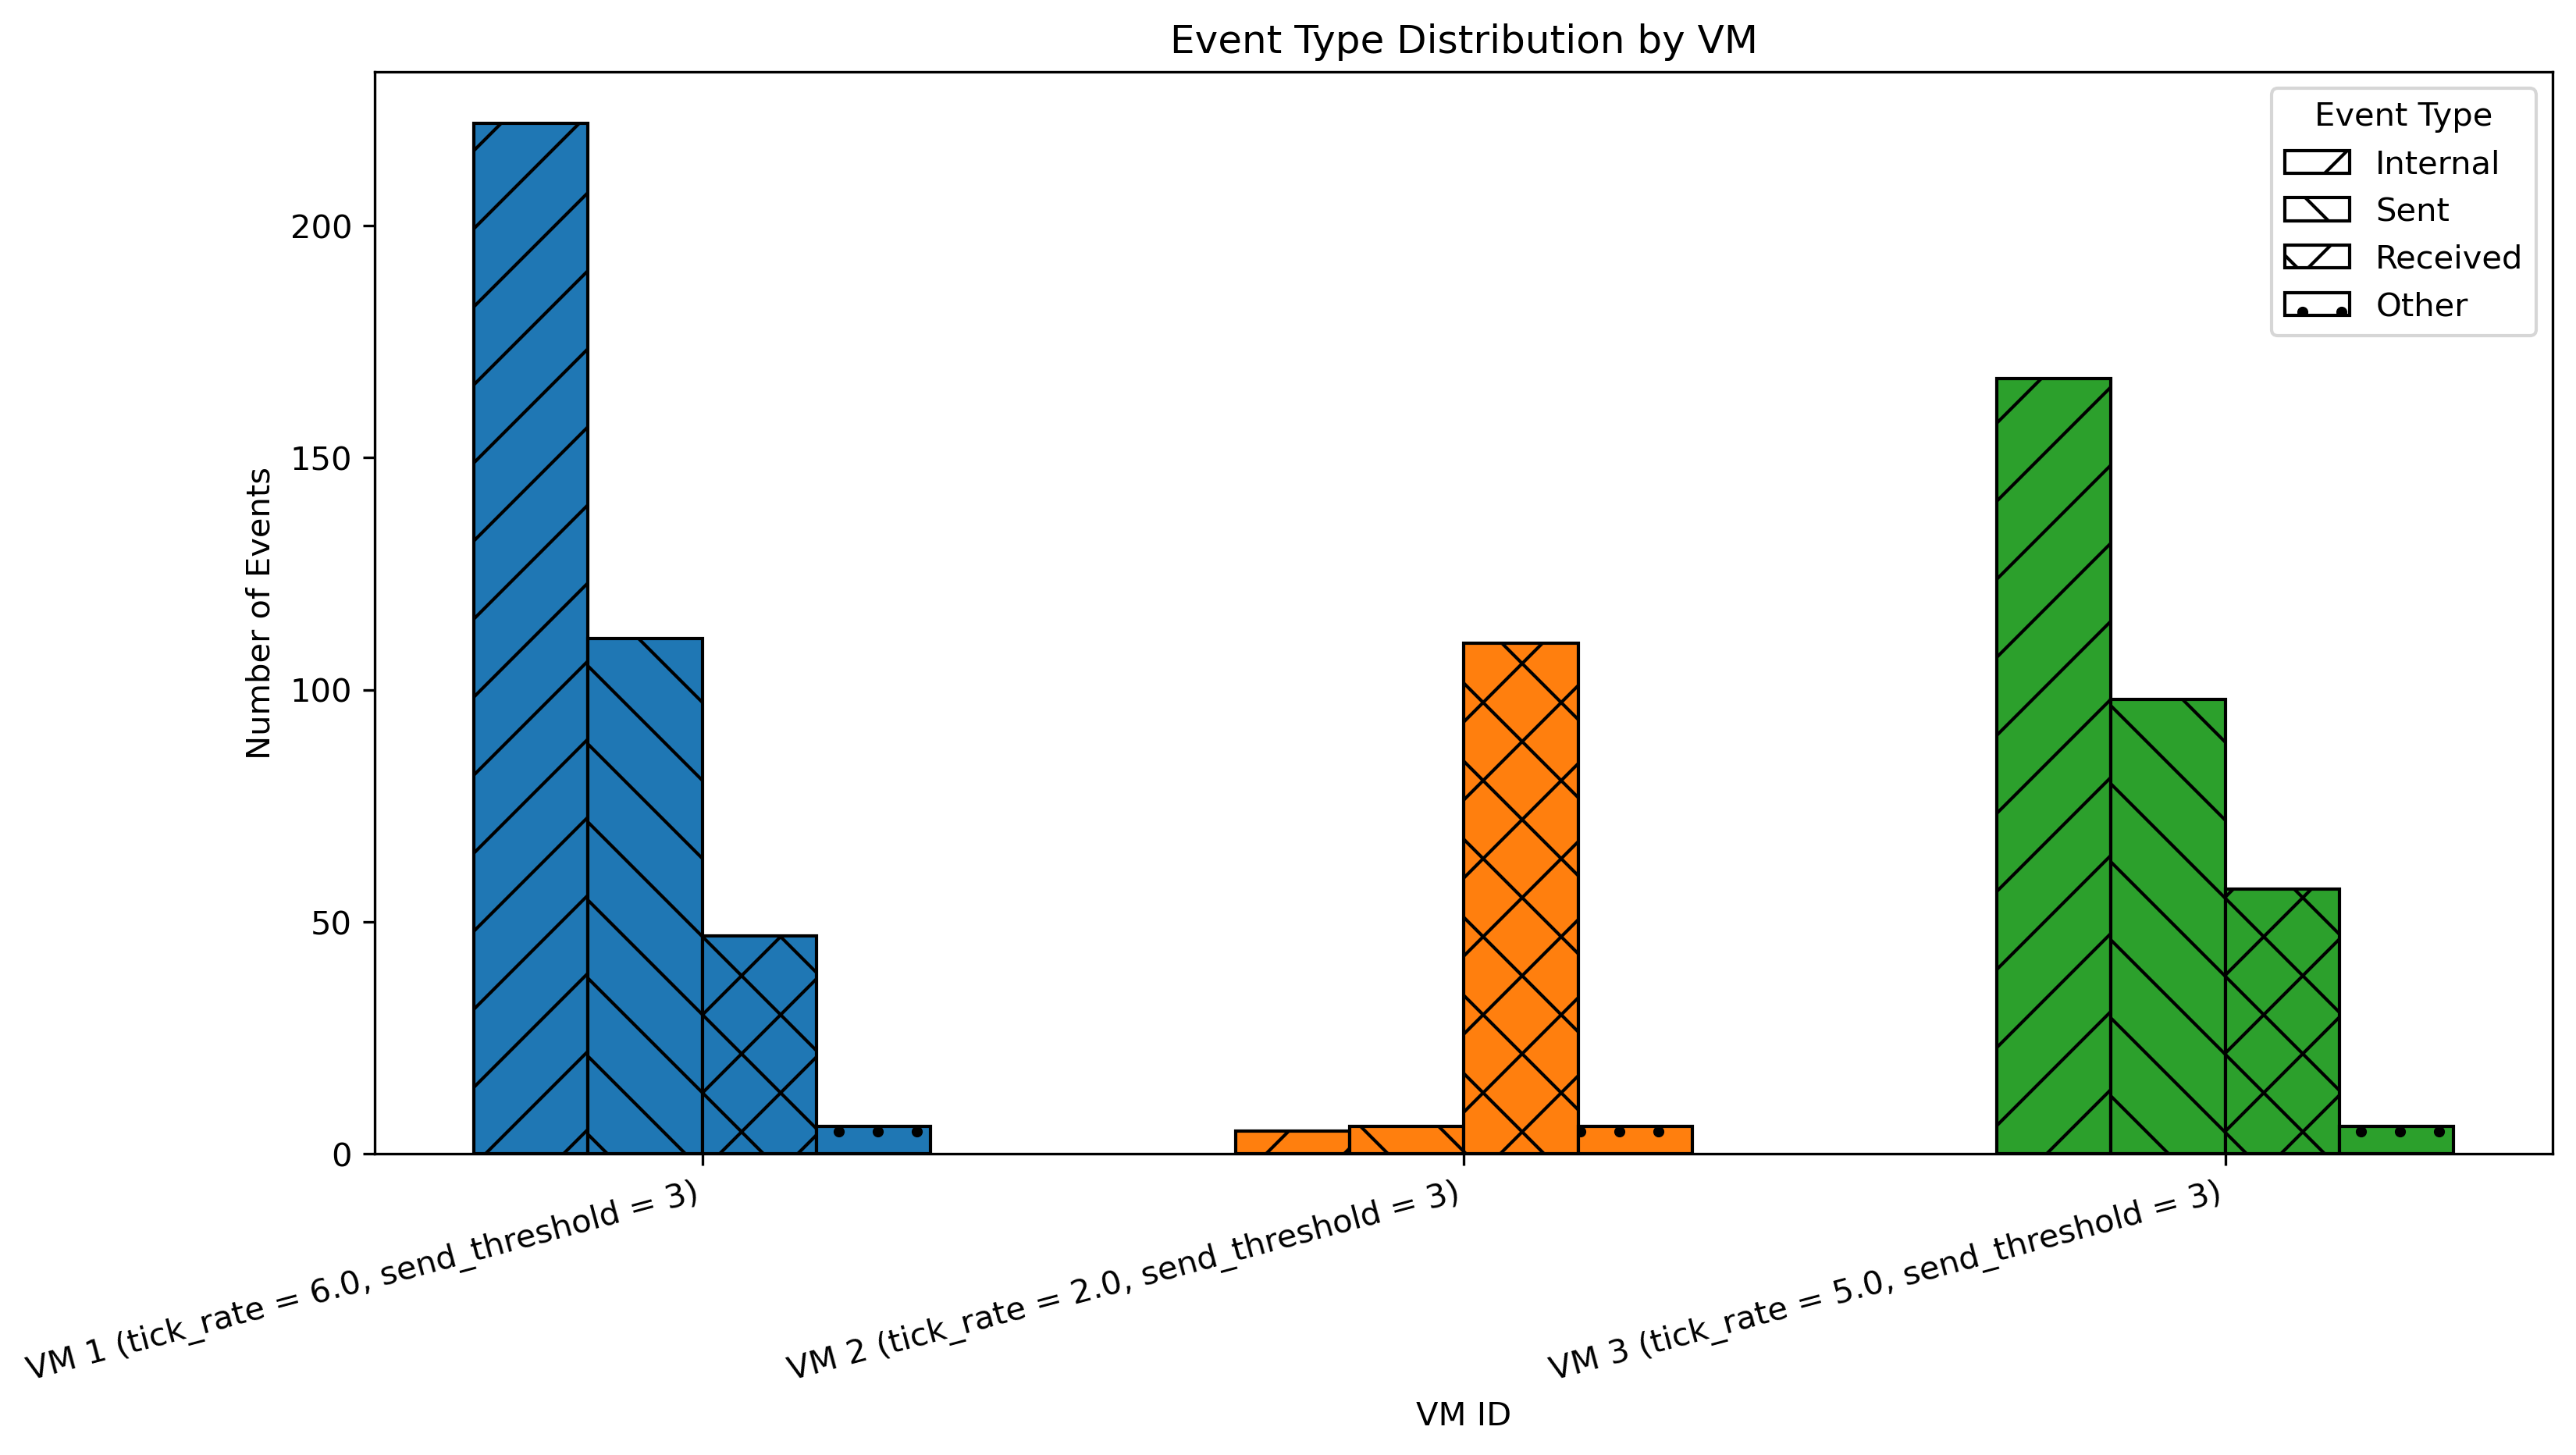 Event Type Distribution by VM
Event Type
Internal
Sent
Received
Other
Number of Events
200
150
100
50
0
VM 1 (tick_rate = 6.0, send_threshold = 3)
VM 2 (tick_rate = 2.0, send_threshold = 3)
VM 3 (tick_rate = 5.0, send_threshold = 3)
VM ID